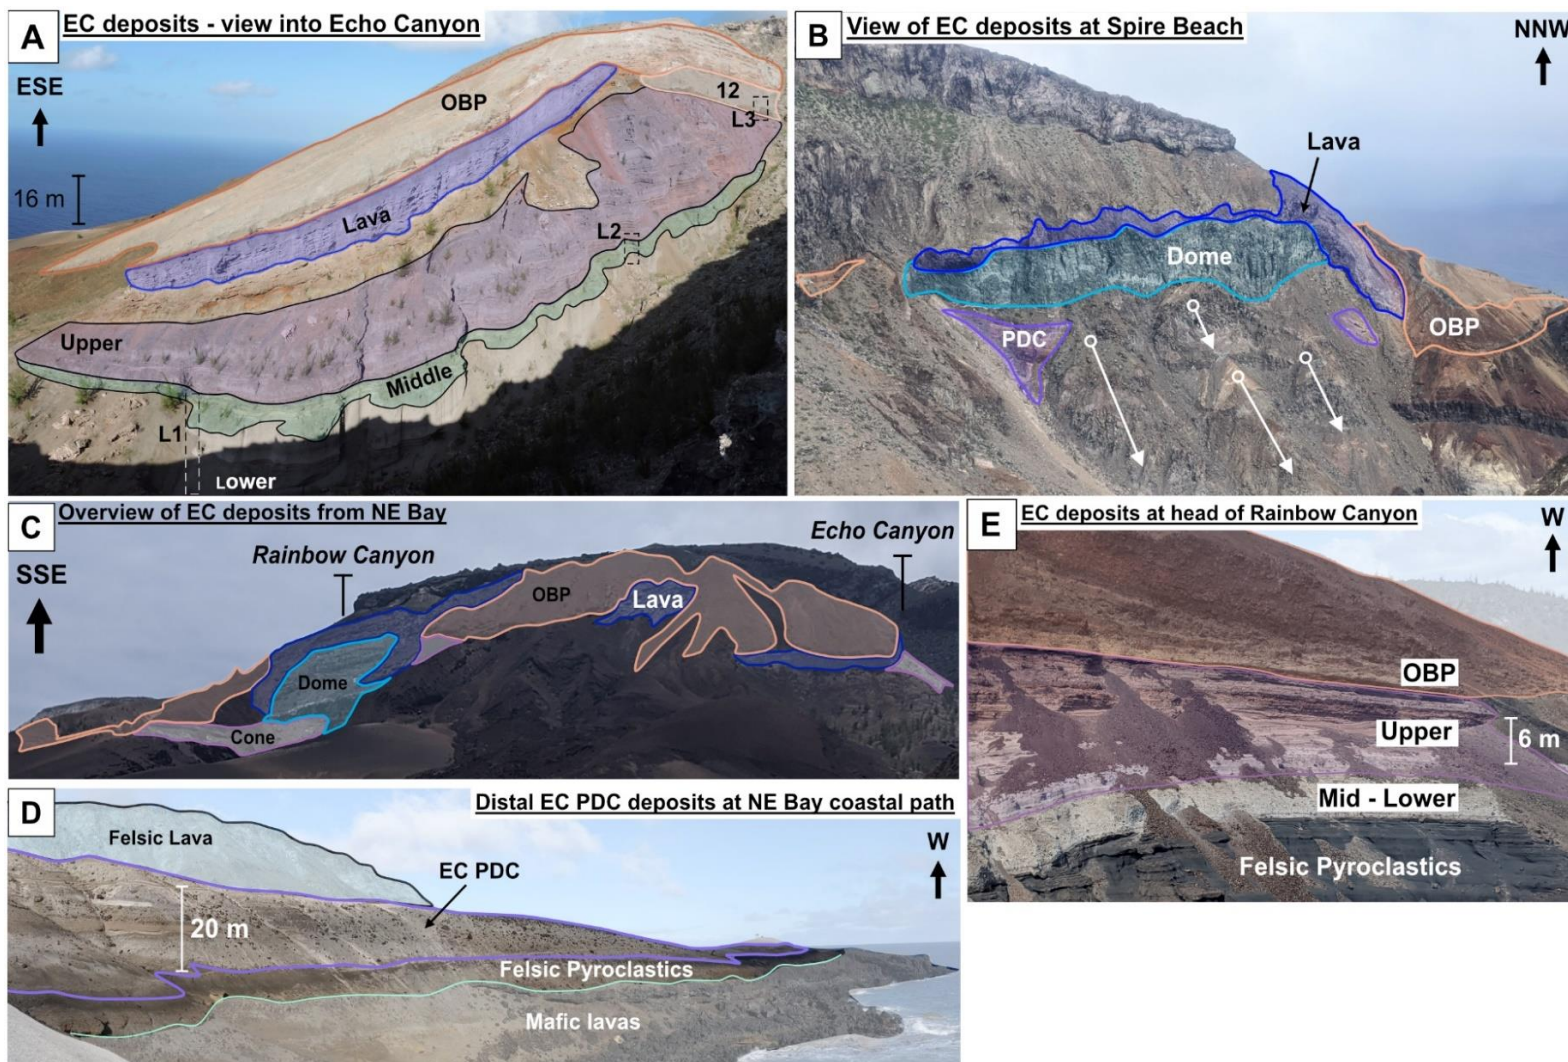 A
EC deposits - view into Echo Canyon
ESE
16 m
OBP
12
L3
Lava
L2
Upper
Middle
L1
Lower
B
View of EC deposits at Spire Beach
NNW
Lava
Dome
PDC
OBP
C
Overview of EC deposits from NE Bay
SSE
Rainbow Canyon
Echo Canyon
OBP
Lava
Dome
Cone
D
Distal EC PDC deposits at NE Bay coastal path
W
Felsic Lava
EC PDC
20 m
Felsic Pyroclastics
Mafic lavas
E
EC deposits at head of Rainbow Canyon
W
OBP
Upper
6 m
Mid - Lower
Felsic Pyroclastics